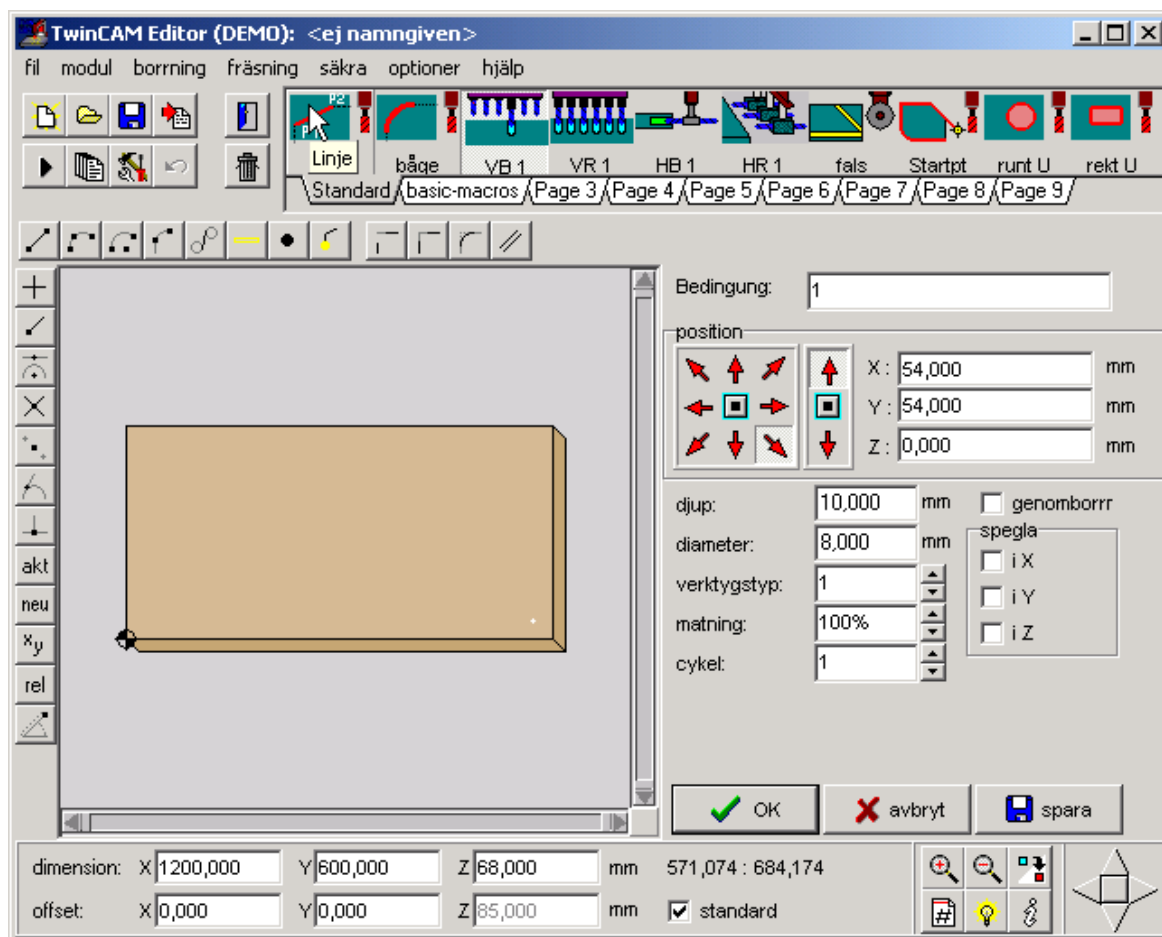 TwinCAM Editor (DEMO): <ej namngiven>
fil modul borrning fräsning säkra optioner hjälp
P2
Linje båge VB 1 VR 1 HB 1 HR 1 fals Startpt runt U rekt U
Standard basic-macros Page 3 Page 4 Page 5 Page 6 Page 7 Page 8 Page 9
Bedingung: 1
position
X : 54,000 mm
Y : 54,000 mm
Z : 0,000 mm
djup: 10,000 mm genomborrr
diameter: 8,000 mm spegla
i X
verktygstyp: 1
i Y
matning: 100%
i Z
cykel: 1
akt
neu
xy
rel
OK avbryt spara
dimension: X 1200,000 Y 600,000 Z 68,000 mm 571,074 : 684,174
offset: X 0,000 Y 0,000 Z 85,000 mm standard